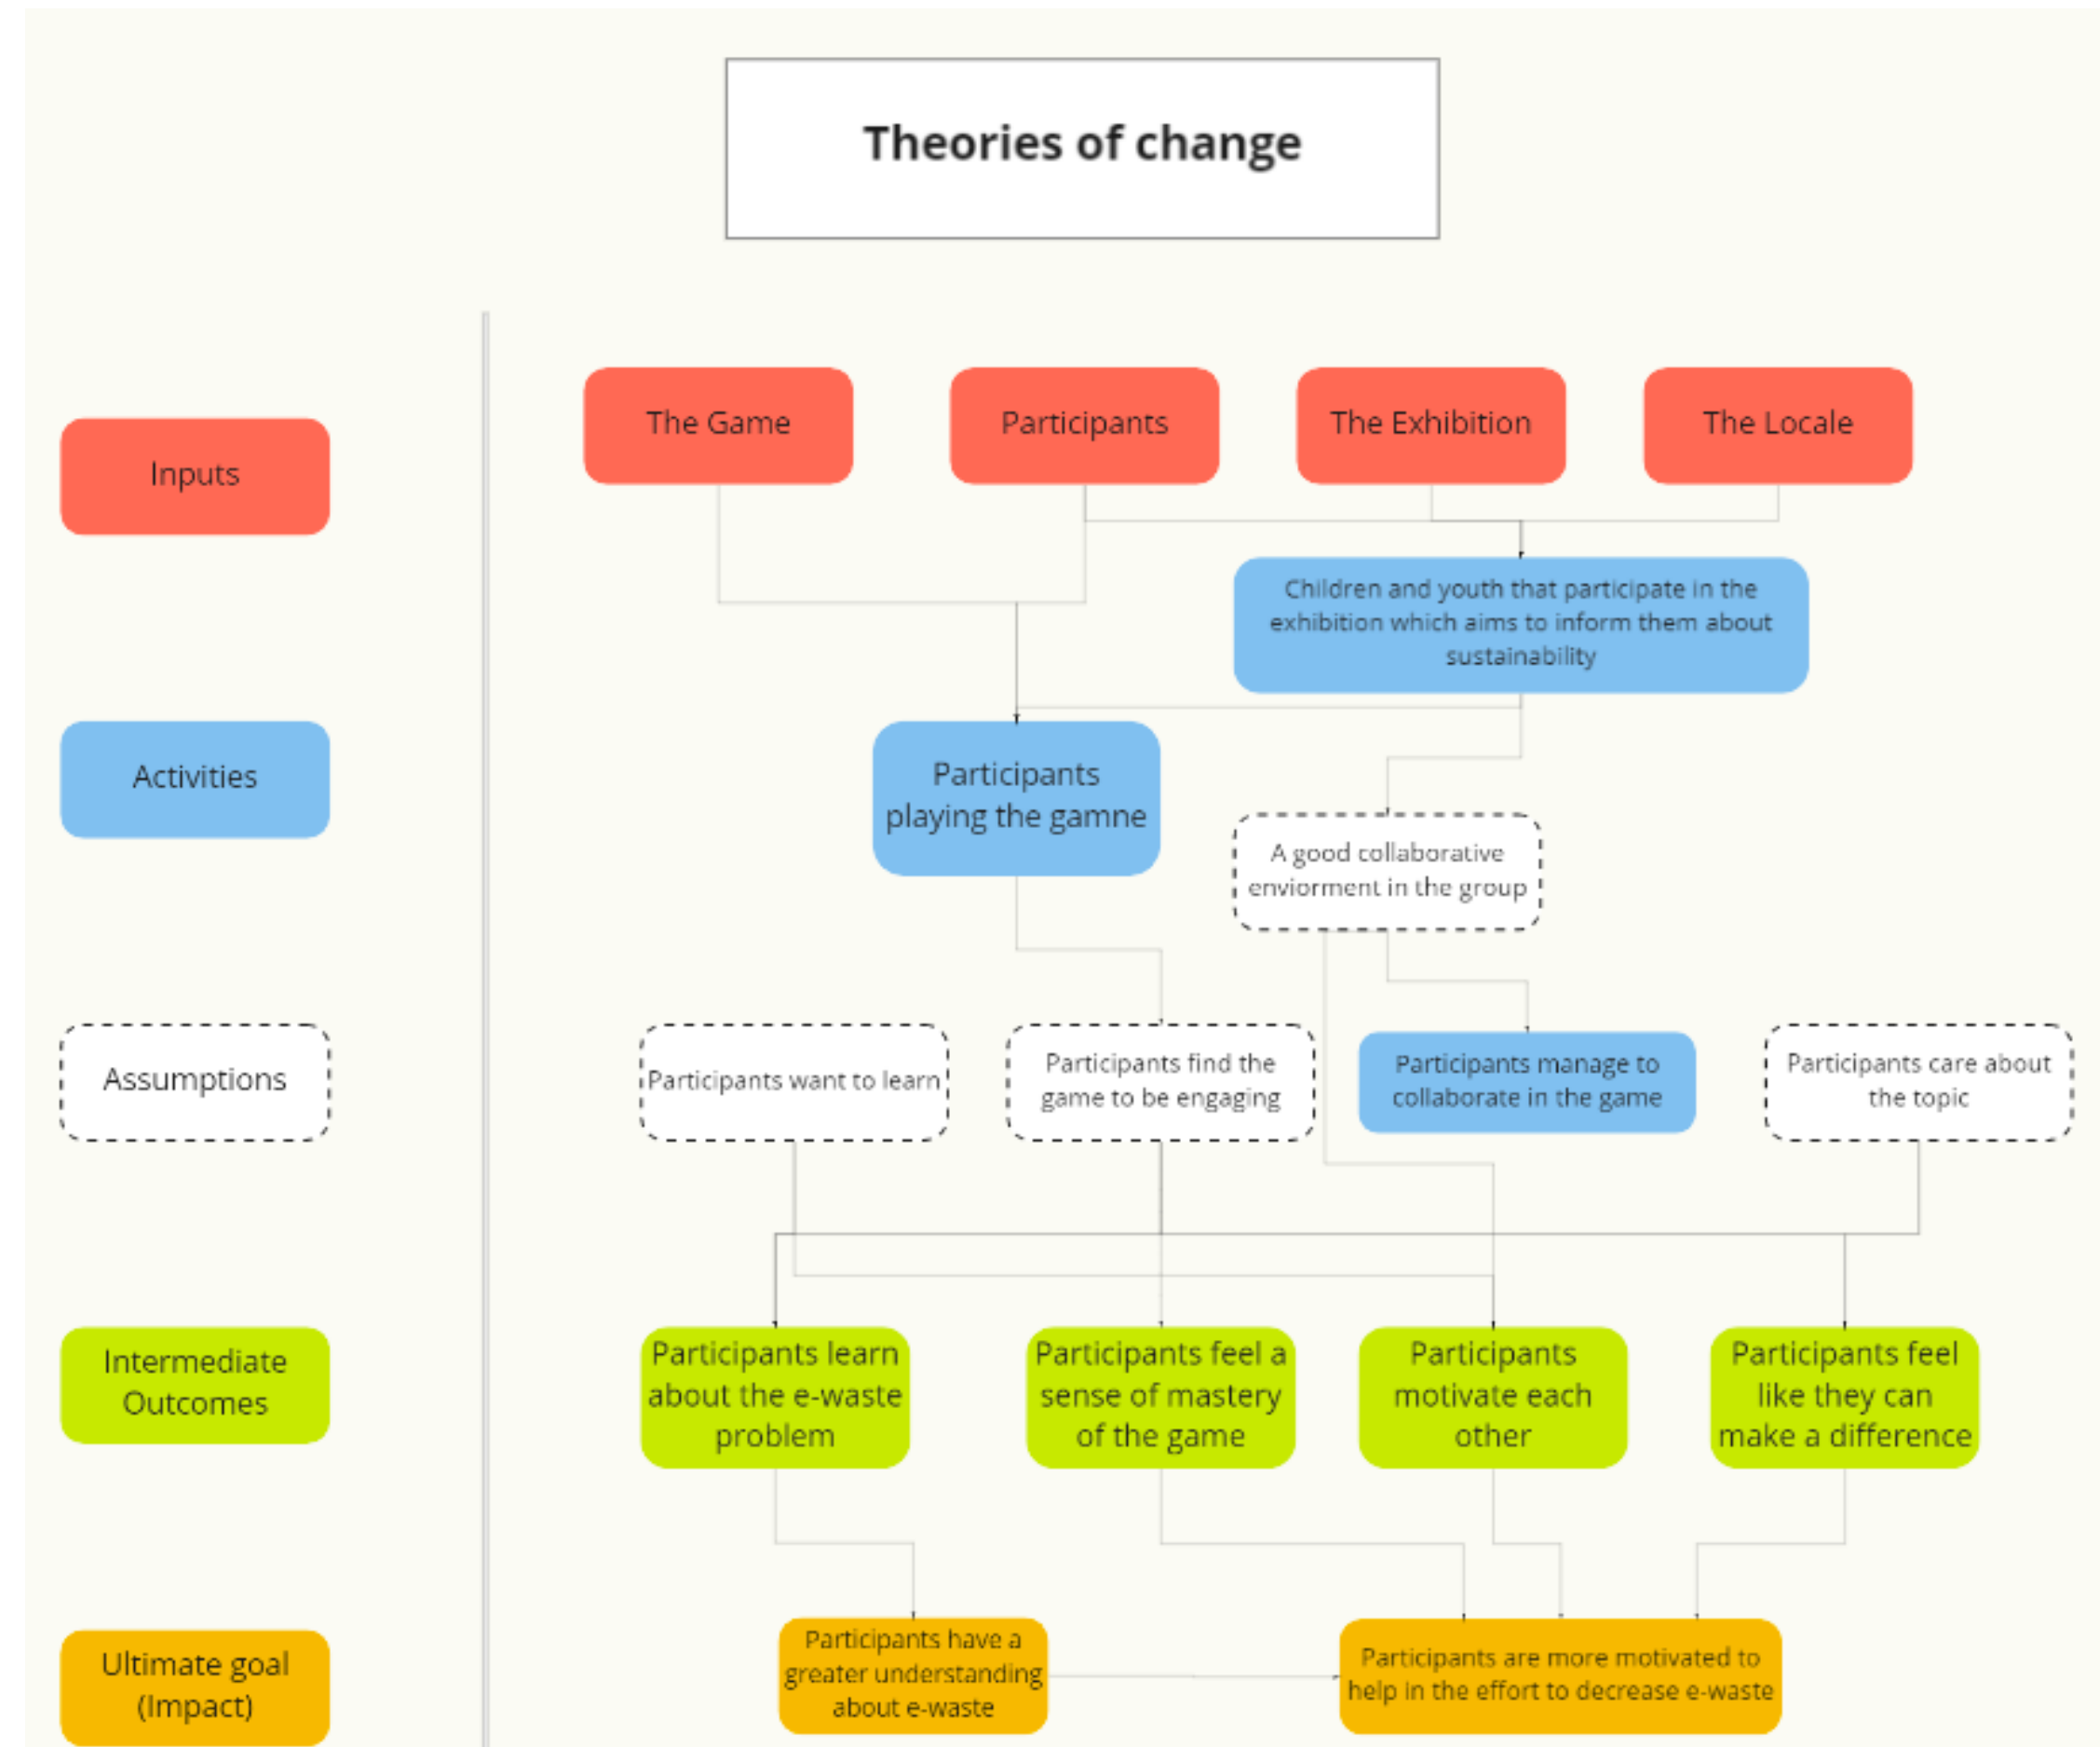 Theories of change
Inputs
The Game
Participants
The Exhibition
The Locale
Children and youth that participate in the
exhibition which aims to inform them about
sustainability
Activities
Participants
playing the gamne
A good collaborative
enviorment in the group
Assumptions
Participants want to learn
Participants find the
game to be engaging
Participants manage to
collaborate in the game
Participants care about
the topic
Intermediate
Outcomes
Participants learn
about the e-waste
problem
Participants feel a
sense of mastery
of the game
Participants
motivate each
other
Participants feel
like they can
make a difference
Ultimate goal
(Impact)
Participants have a
greater understanding
about e-waste
Participants are more motivated to
help in the effort to decrease e-waste